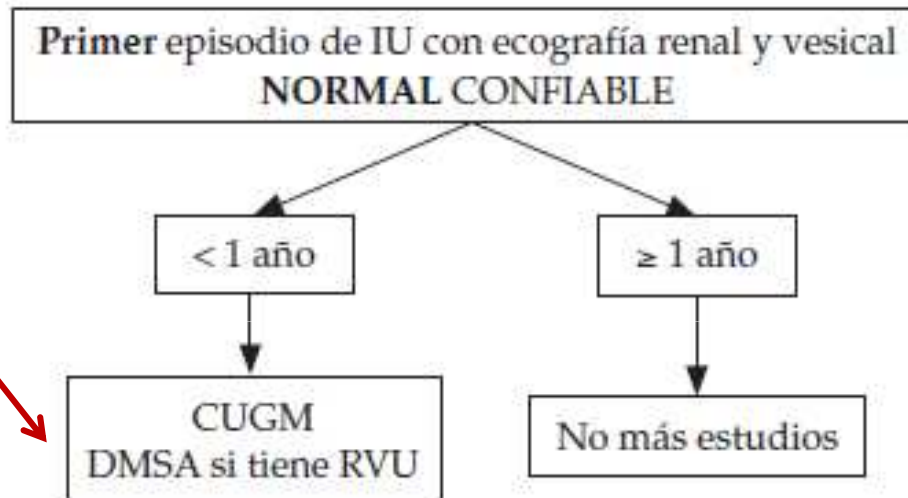 Primer episodio de IU con ecografía renal y vesical
NORMAL CONFIABLE
< 1 año
≥ 1 año
CUGM
DMSA si tiene RVU
No más estudios